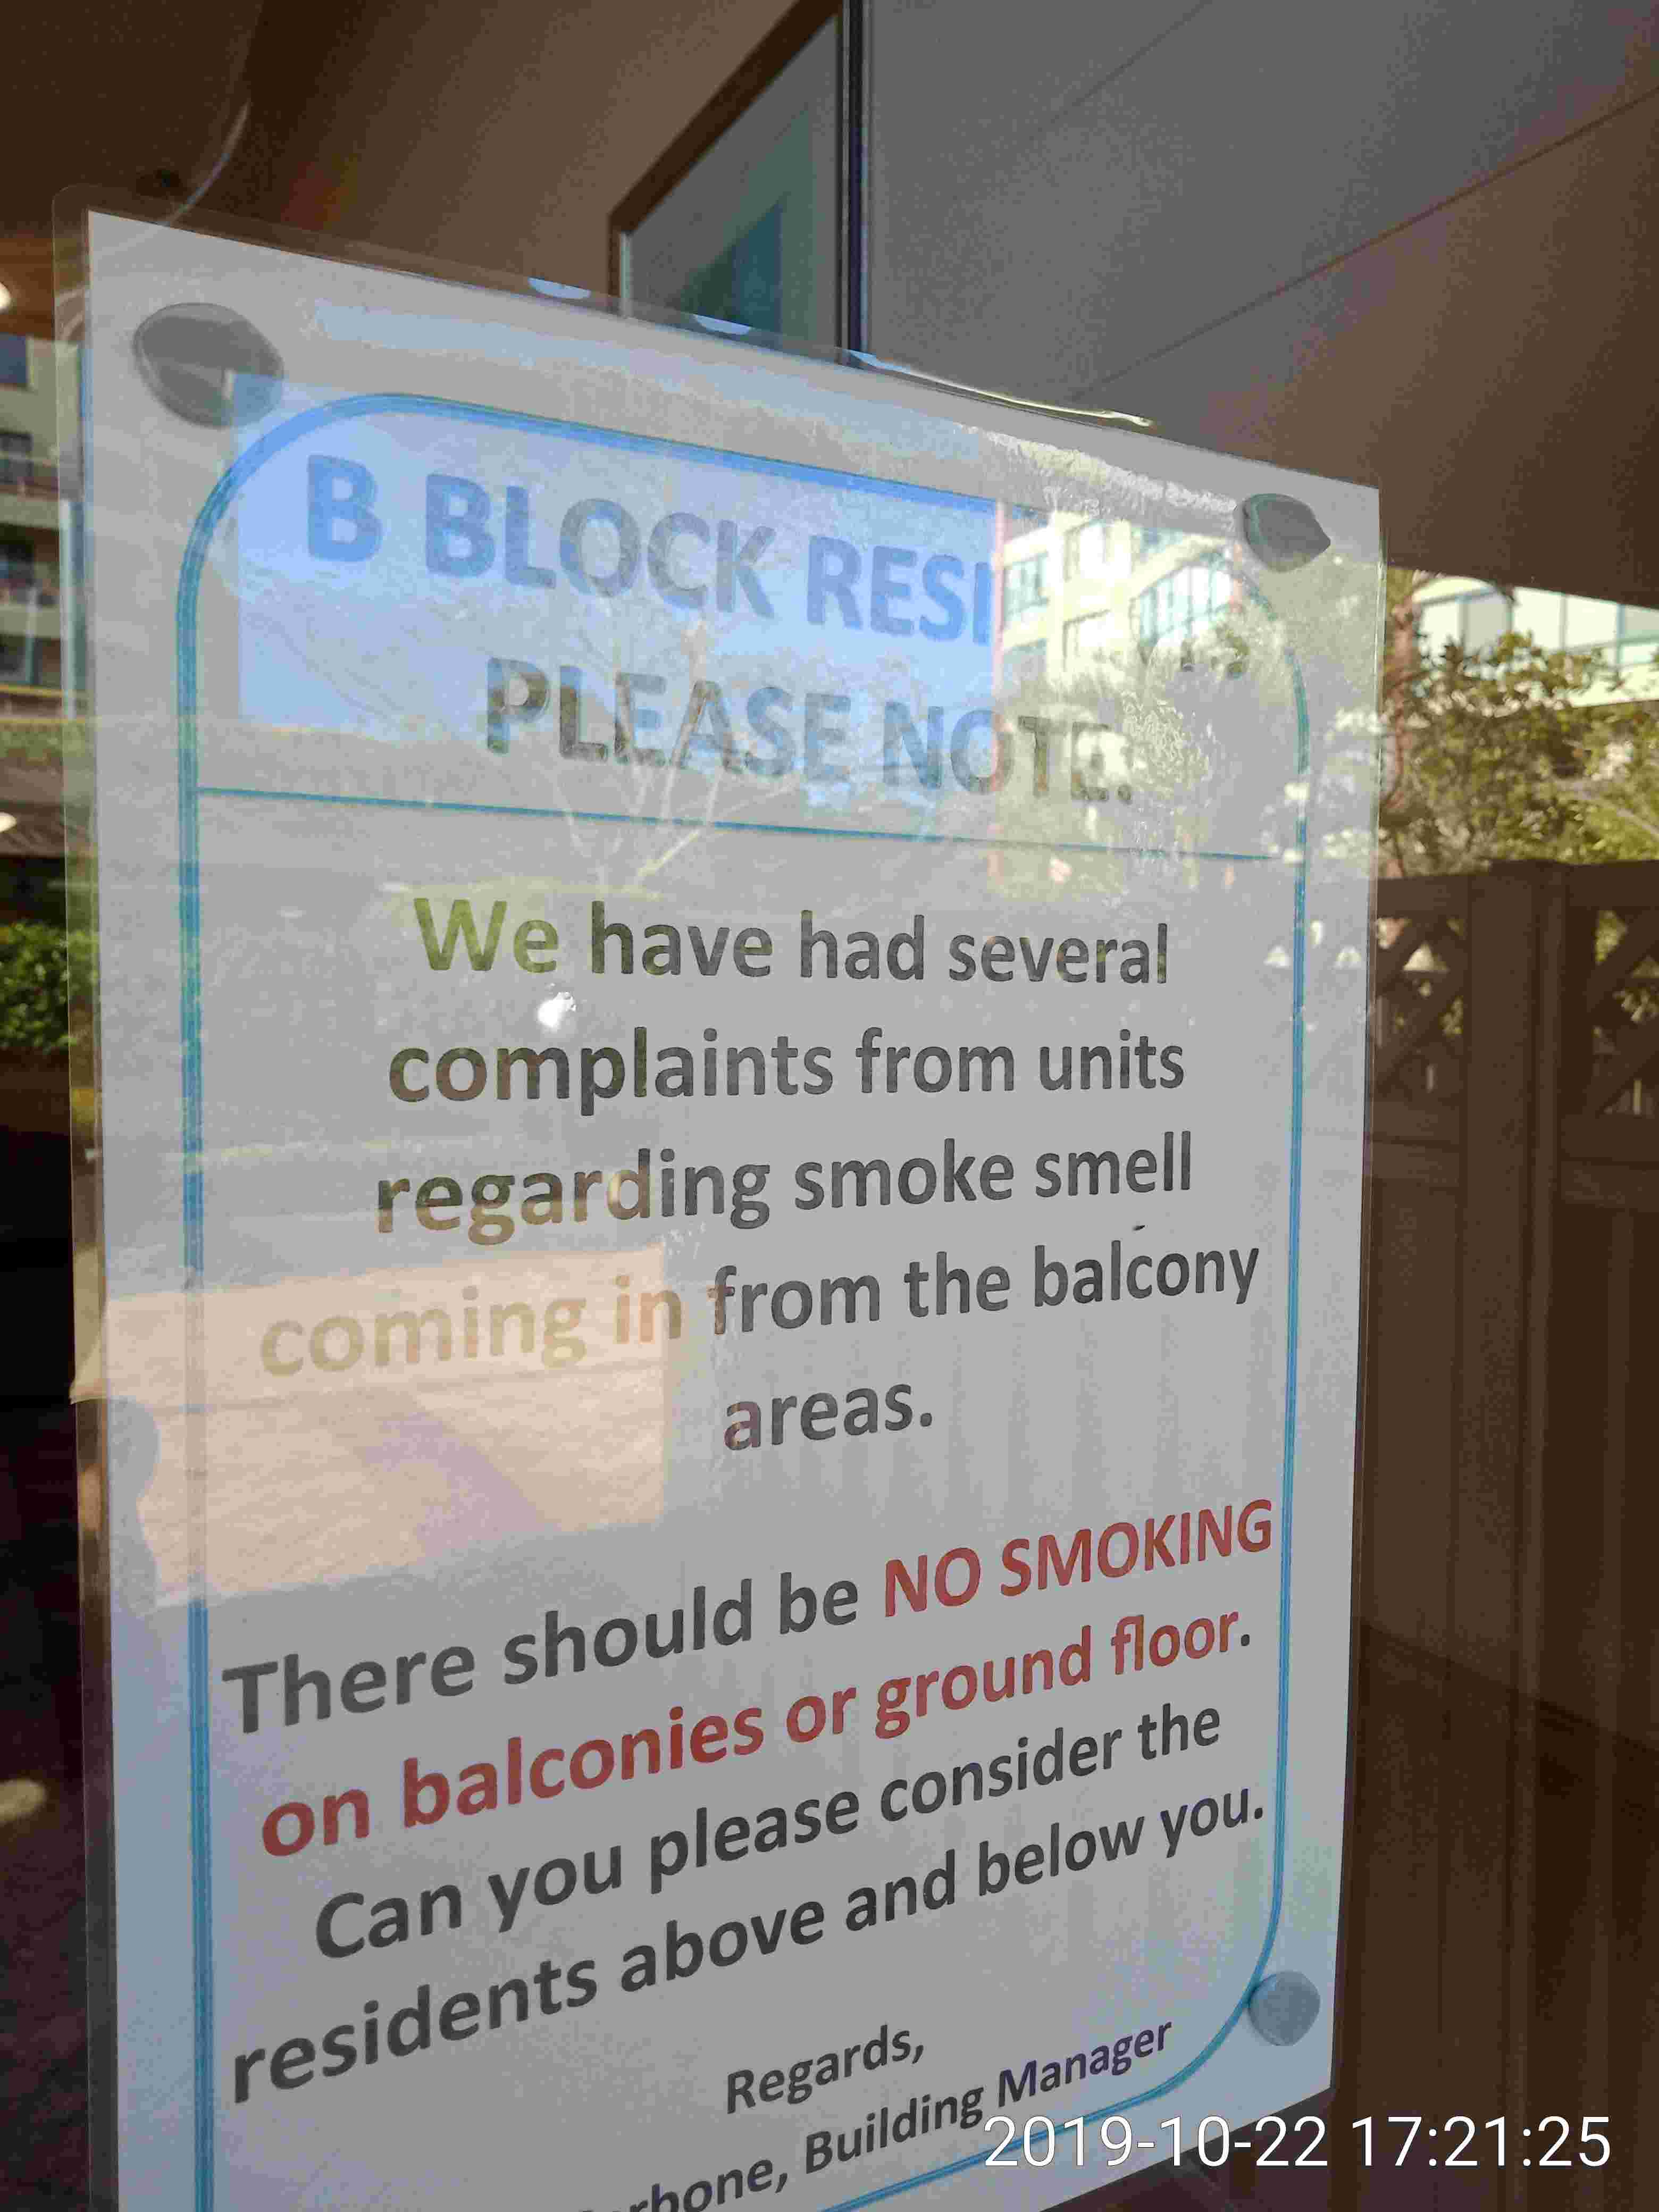 B BLOCK RESI
PLEASE NOTE:
We have had several
complaints from units
regarding smoke smell
coming in from the balcony
areas.
There should be NO SMOKING
on balconies or ground floor.
Can you please consider the
residents above and below you.
Regards,
Building Manager
2019-10-22 17:21:25